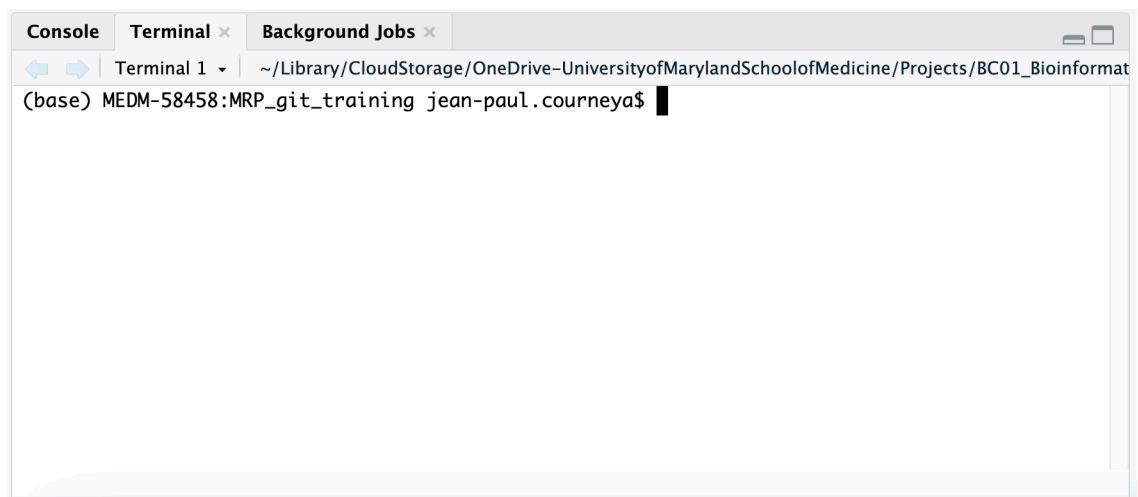 Console Terminal × Background Jobs ×
Terminal 1 ~/Library/CloudStorage/OneDrive-UniversityofMarylandSchoolofMedicine/Projects/BC01_Bioinformat
(base) MEDM-58458:MRP_git_training jean-paul.courneya$